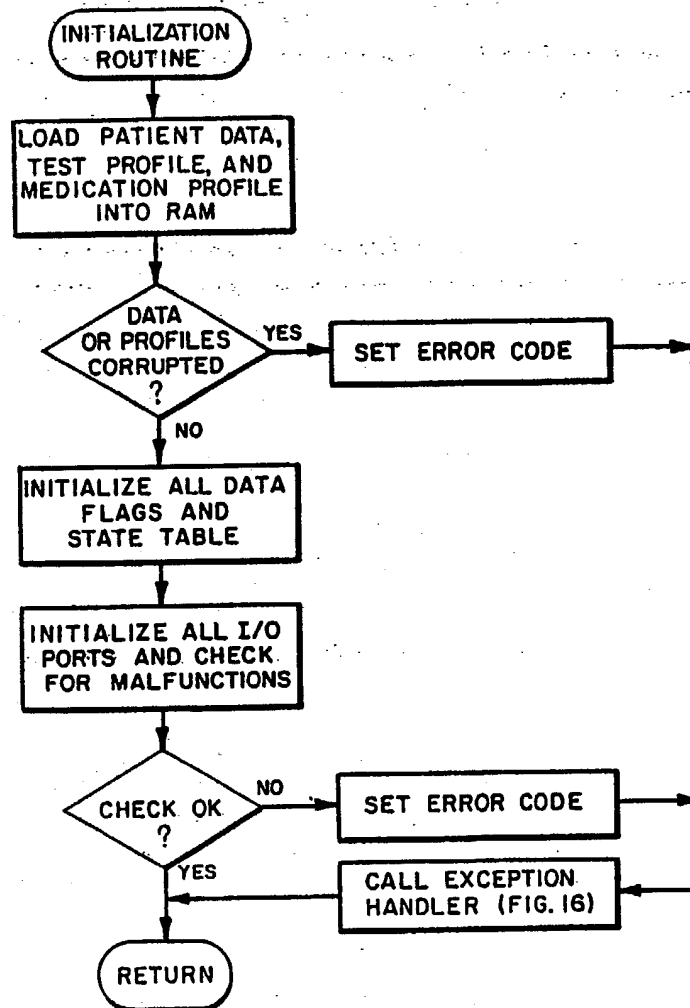 INITIALIZATION
ROUTINE
LOAD PATIENT DATA,
TEST PROFILE, AND
MEDICATION PROFILE
INTO RAM
DATA
OR PROFILES
CORRUPTED
?
YES
SET ERROR CODE
NO
INITIALIZE ALL DATA
FLAGS AND
STATE TABLE
INITIALIZE ALL I/O
PORTS AND CHECK
FOR MALFUNCTIONS
CHECK OK
?
NO
SET ERROR CODE
YES
CALL EXCEPTION
HANDLER (FIG. 16)
RETURN